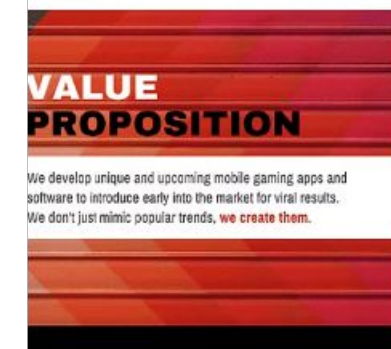 VALUE
PROPOSITION
We develop unique and upcoming mobile gaming apps and
software to introduce early into the market for viral results.
We don't just mimic popular trends, we create them.